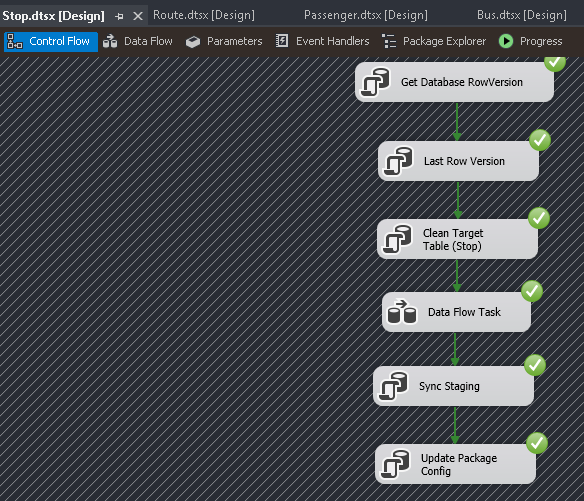 Stop.dtsx [Design] Route.dtsx [Design] Passenger.dtsx [Design] Bus.dtsx [Design]
Control Flow Data Flow Parameters Event Handlers Package Explorer Progress
Get Database RowVersion
Last Row Version
Clean Target
Table (Stop)
Data Flow Task
Sync Staging
Update Package
Config